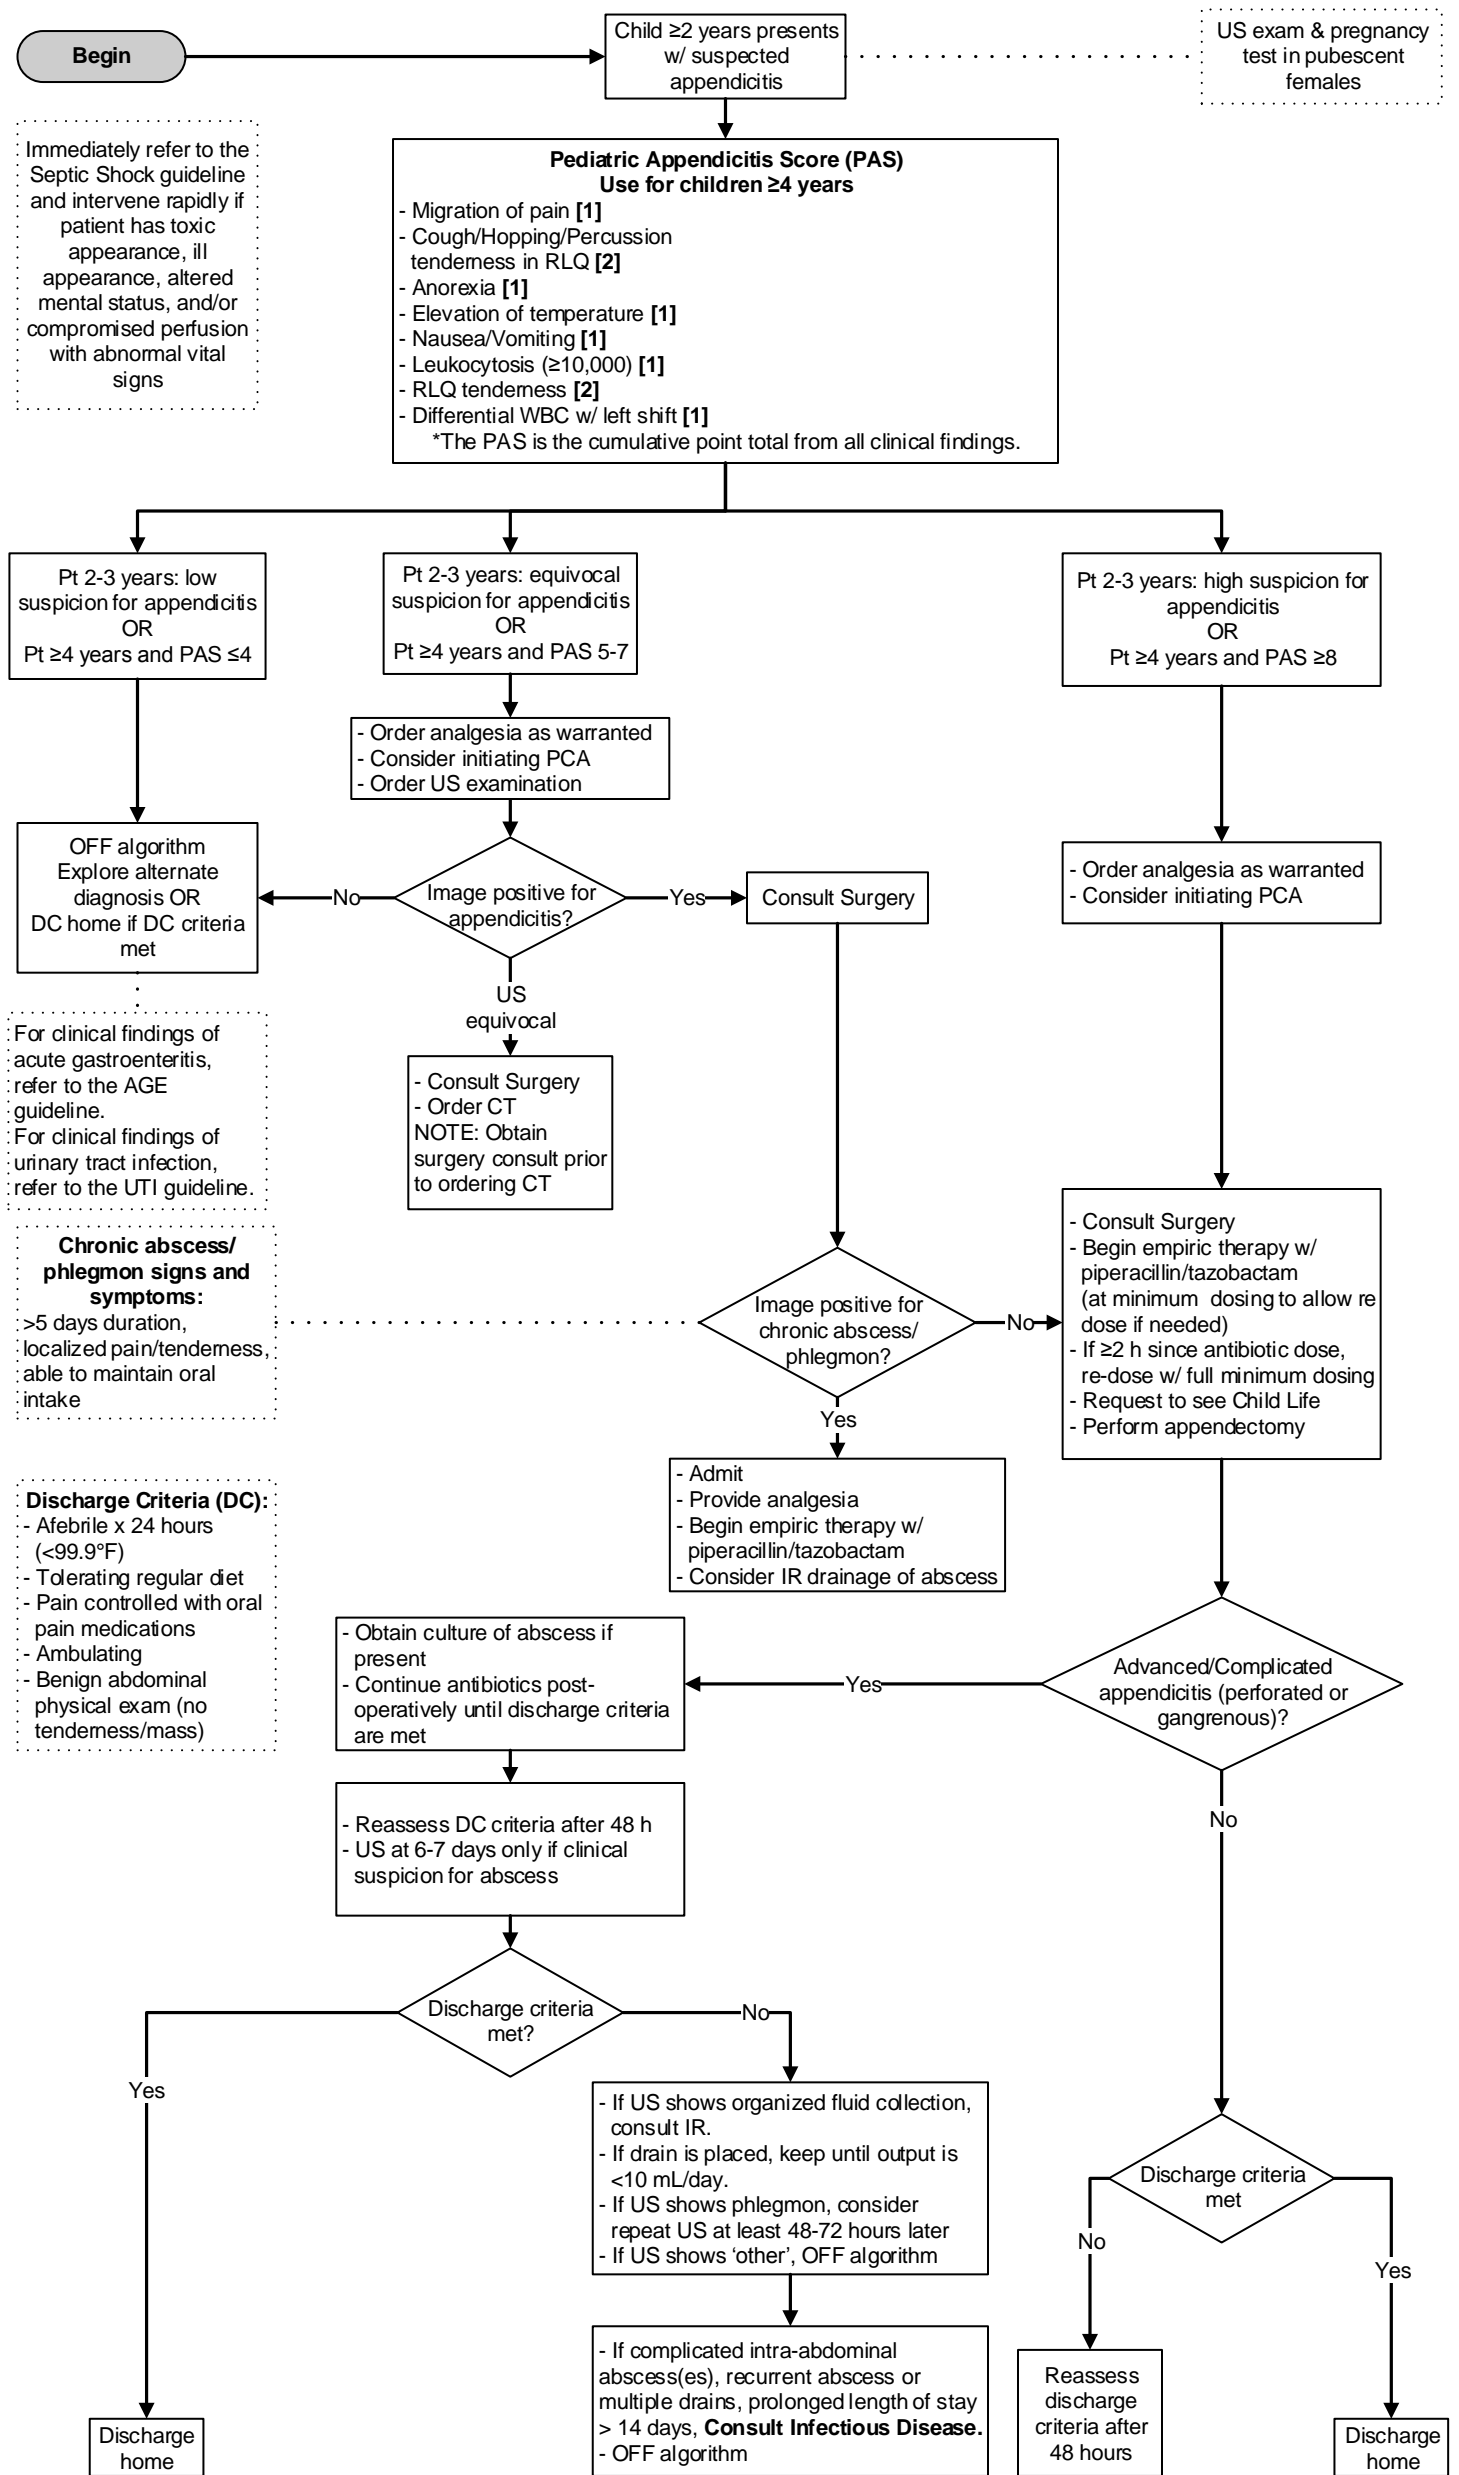 Begin
Child ≥2 years presents
w/ suspected
appendicitis
US exam & pregnancy
test in pubescent
females
Immediately refer to the
Septic Shock guideline
and intervene rapidly if
patient has toxic
appearance, ill
appearance, altered
mental status, and/or
compromised perfusion
with abnormal vital
signs
Pediatric Appendicitis Score (PAS)
Use for children ≥4 years
- Migration of pain [1]
- Cough/Hopping/Percussion
tenderness in RLQ [2]
- Anorexia [1]
- Elevation of temperature [1]
- Nausea/Vomiting [1]
- Leukocytosis (≥10,000) [1]
- RLQ tenderness [2]
- Differential WBC w/ left shift [1]
*The PAS is the cumulative point total from all clinical findings.
Pt 2-3 years: low
suspicion for appendicitis
OR
Pt ≥4 years and PAS ≤4
Pt 2-3 years: equivocal
suspicion for appendicitis
OR
Pt ≥4 years and PAS 5-7
Pt 2-3 years: high suspicion for
appendicitis
OR
Pt ≥4 years and PAS ≥8
- Order analgesia as warranted
- Consider initiating PCA
- Order US examination
OFF algorithm
Explore alternate
diagnosis OR
DC home if DC criteria
met
No
Image positive for
appendicitis?
Yes
Consult Surgery
- Order analgesia as warranted
- Consider initiating PCA
US
equivocal
For clinical findings of
acute gastroenteritis,
refer to the AGE
guideline.
For clinical findings of
urinary tract infection,
refer to the UTI guideline.
- Consult Surgery
- Order CT
NOTE: Obtain
surgery consult prior
to ordering CT
Chronic abscess/
phlegmon signs and
symptoms:
>5 days duration,
localized pain/tenderness,
able to maintain oral
intake
Image positive for
chronic abscess/
phlegmon?
No
- Consult Surgery
- Begin empiric therapy w/
piperacillin/tazobactam
(at minimum dosing to allow re
dose if needed)
- If ≥2 h since antibiotic dose,
re-dose w/ full minimum dosing
- Request to see Child Life
- Perform appendectomy
Yes
- Admit
- Provide analgesia
- Begin empiric therapy w/
piperacillin/tazobactam
- Consider IR drainage of abscess
Discharge Criteria (DC):
- Afebrile x 24 hours
(<99.9°F)
- Tolerating regular diet
- Pain controlled with oral
pain medications
- Ambulating
- Benign abdominal
physical exam (no
tenderness/mass)
- Obtain culture of abscess if
present
- Continue antibiotics post-
operatively until discharge criteria
are met
Yes
Advanced/Complicated
appendicitis (perforated or
gangrenous)?
No
- Reassess DC criteria after 48 h
- US at 6-7 days only if clinical
suspicion for abscess
Discharge criteria
met?
No
Yes
- If US shows organized fluid collection,
consult IR.
- If drain is placed, keep until output is
<10 mL/day.
- If US shows phlegmon, consider
repeat US at least 48-72 hours later
- If US shows ‘other’, OFF algorithm
Discharge criteria
met
No
Yes
- If complicated intra-abdominal
abscess(es), recurrent abscess or
multiple drains, prolonged length of stay
> 14 days, Consult Infectious Disease.
- OFF algorithm
Reassess
discharge
criteria after
48 hours
Discharge
home
Discharge
home